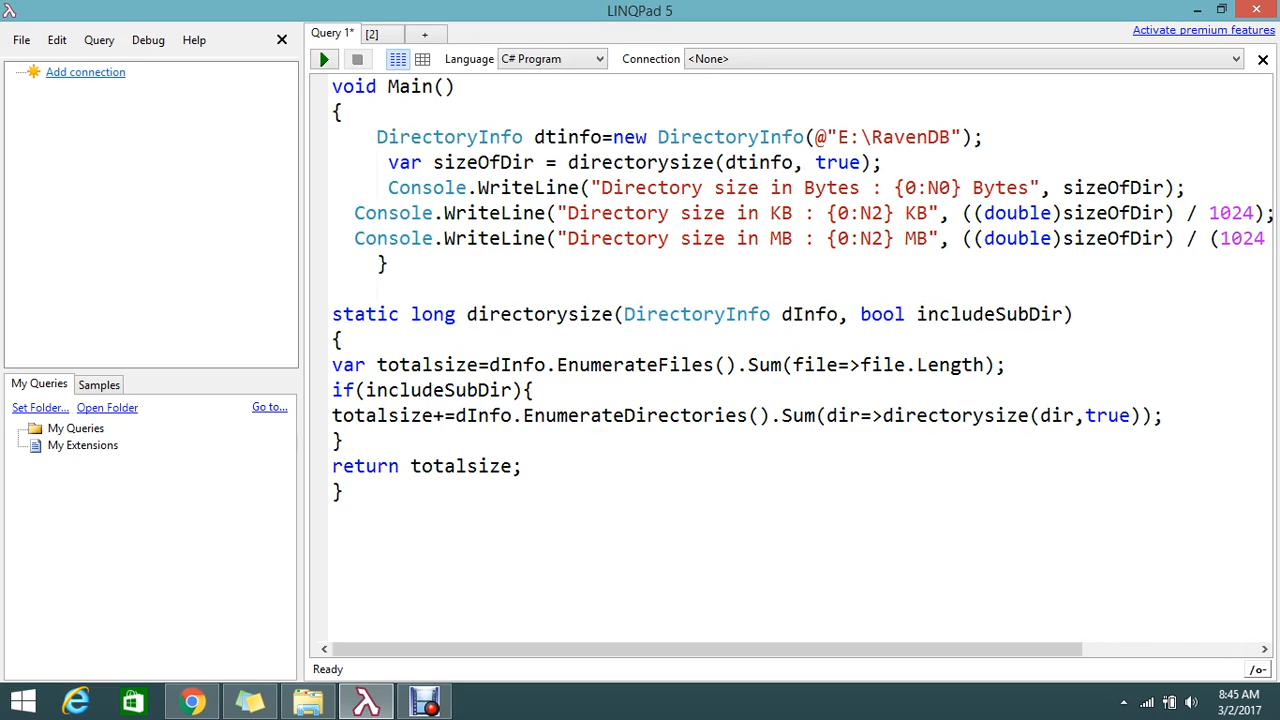 LINQPad 5
File Edit Query Debug Help
Query 1* [2] +
Activate premium features
Language C# Program Connection <None>
Add connection
void Main()
{
DirectoryInfo dtinfo=new DirectoryInfo(@"E:\RavenDB");
var sizeOfDir = directorysize(dtinfo, true);
Console.WriteLine("Directory size in Bytes : {0:N0} Bytes", sizeOfDir);
Console.WriteLine("Directory size in KB : {0:N2} KB", ((double)sizeOfDir) / 1024);
Console.WriteLine("Directory size in MB : {0:N2} MB", ((double)sizeOfDir) / (1024
}
static long directorysize(DirectoryInfo dInfo, bool includeSubDir)
{
var totalsize=dInfo.EnumerateFiles().Sum(file=>file.Length);
if(includeSubDir){
totalsize+=dInfo.EnumerateDirectories().Sum(dir=>directorysize(dir,true));
}
return totalsize;
}
My Queries Samples
Set Folder... Open Folder Go to...
My Queries
My Extensions
Ready
/o-
8:45 AM
3/2/2017